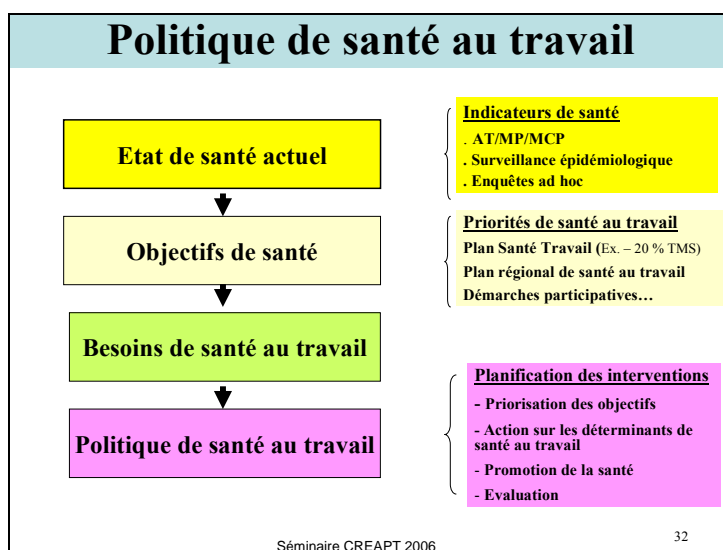 Politique de santé au travail
Etat de santé actuel
Indicateurs de santé
. AT/MP/MCP
. Surveillance épidémiologique
. Enquêtes ad hoc
Objectifs de santé
Priorités de santé au travail
Plan Santé Travail (Ex. – 20 % TMS)
Plan régional de santé au travail
Démarches participatives…
Besoins de santé au travail
Politique de santé au travail
Planification des interventions
- Priorisation des objectifs
- Action sur les déterminants de
santé au travail
- Promotion de la santé
- Evaluation
Séminaire CREAPT 2006
32